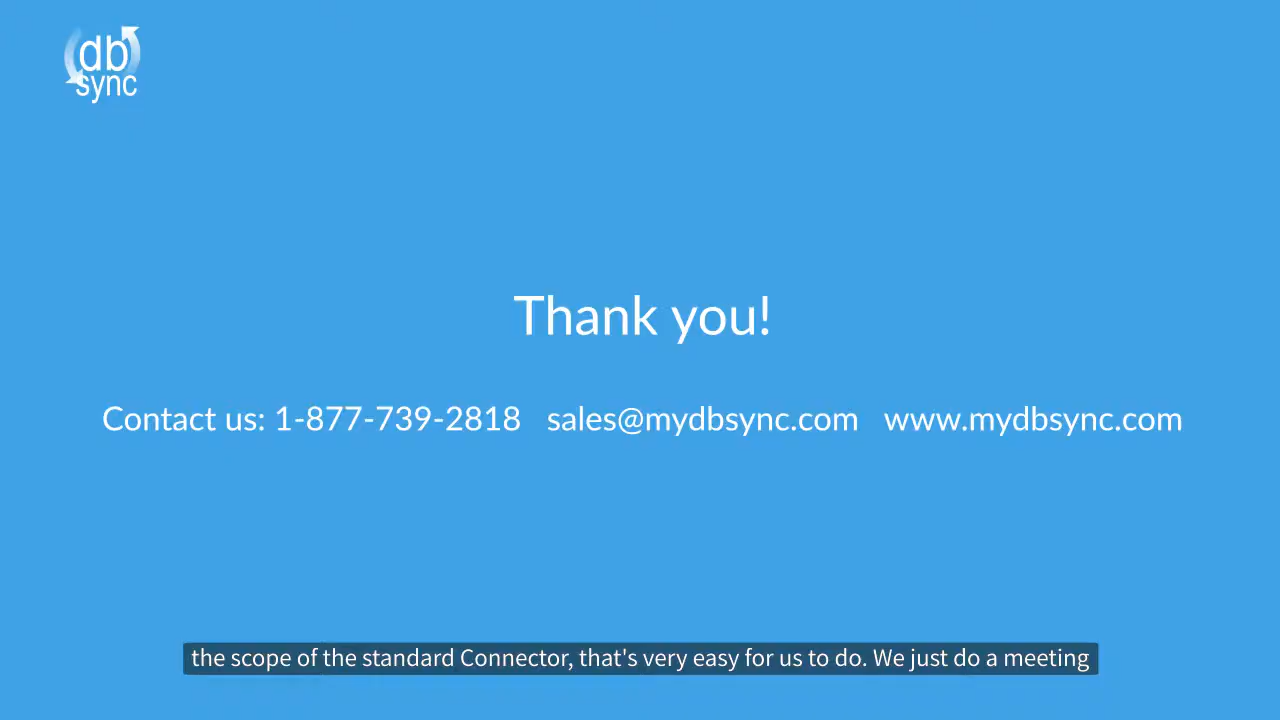 db
sync
Thank you!
Contact us: 1-877-739-2818 sales@mydbsync.com www.mydbsync.com
the scope of the standard Connector, that's very easy for us to do. We just do a meeting